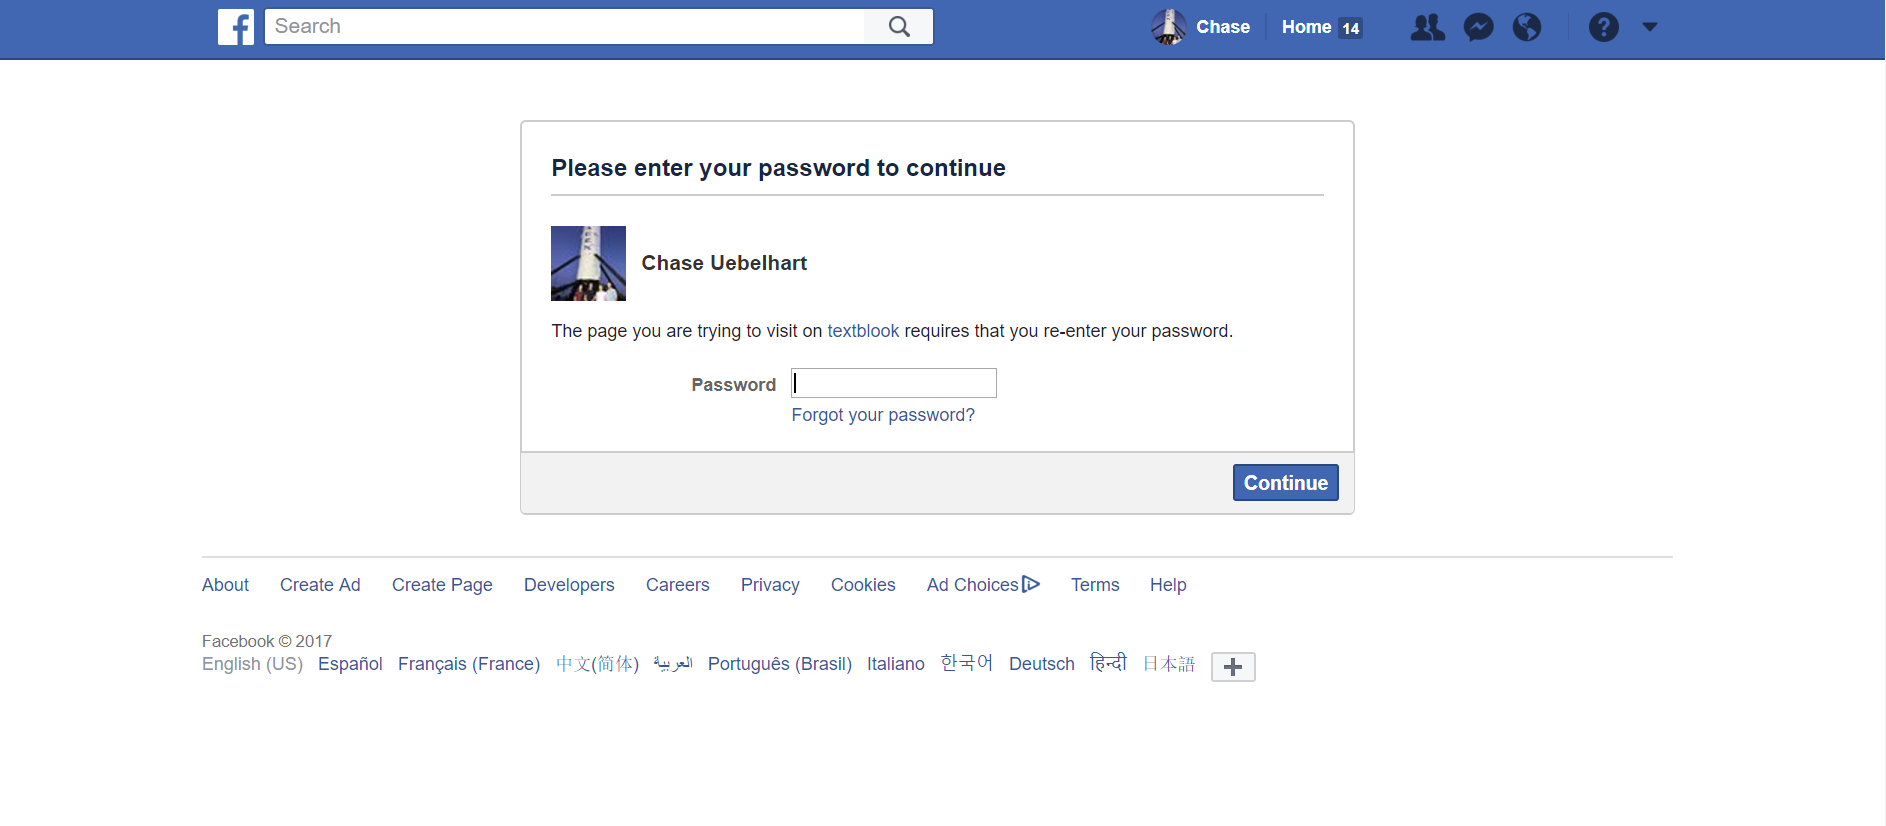 Search
Chase
Home 14
Please enter your password to continue
Chase Uebelhart
The page you are trying to visit on textblook requires that you re-enter your password.
Password
Forgot your password?
Continue
About Create Ad Create Page Developers Careers Privacy Cookies Ad Choices Terms Help
Facebook © 2017
English (US) Español Français (France) 中文(简体) العربية Português (Brasil) Italiano 한국어 Deutsch हिन्दी 日本語